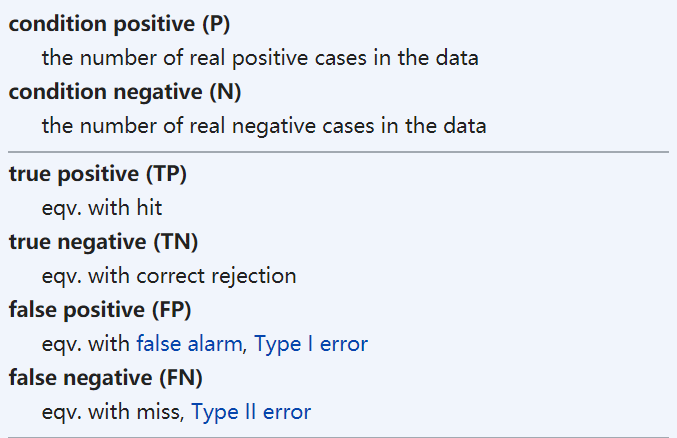 condition positive (P)
the number of real positive cases in the data
condition negative (N)
the number of real negative cases in the data
true positive (TP)
eqv. with hit
true negative (TN)
eqv. with correct rejection
false positive (FP)
eqv. with false alarm, Type I error
false negative (FN)
eqv. with miss, Type II error